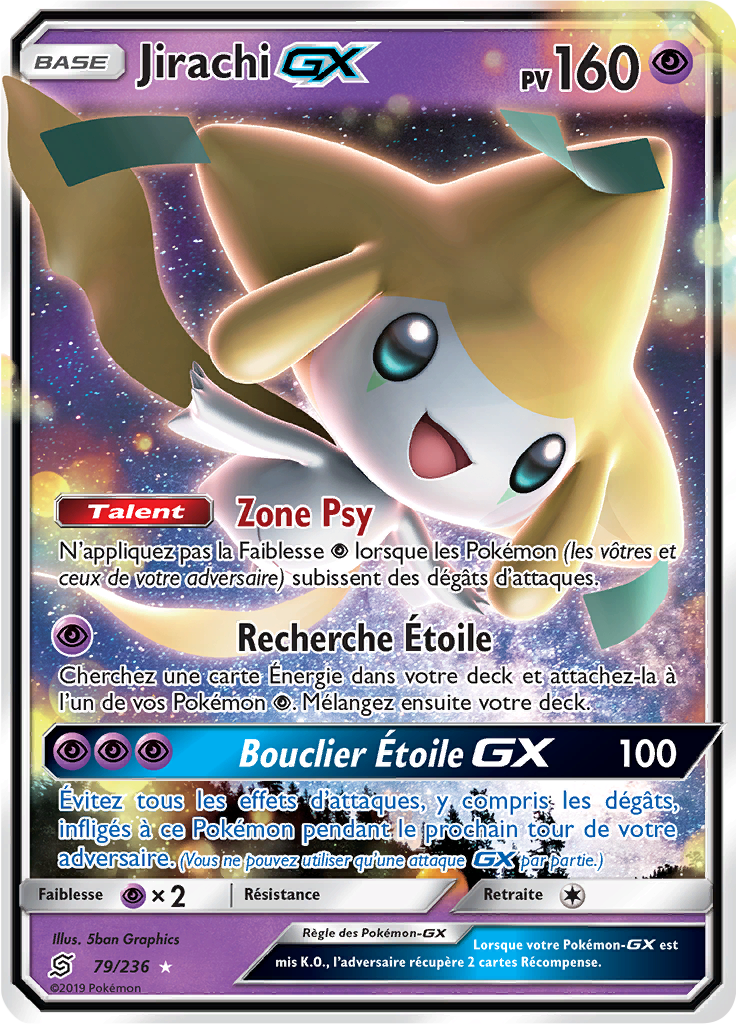 BASE Jirachi GX PV 160
Talent Zone Psy
N'appliquez pas la Faiblesse lorsque les Pokémon (les vôtres et
ceux de votre adversaire) subissent des dégâts d'attaques.
Recherche Étoile
Cherchez une carte Énergie dans votre deck et attachez-la à
l'un de vos Pokémon . Mélangez ensuite votre deck.
Bouclier Étoile GX 100
Évitez tous les effets d'attaques, y compris les dégâts,
infligés à ce Pokémon pendant le prochain tour de votre
adversaire. (Vous ne pouvez utiliser qu'une attaque GX par partie.)
Faiblesse ×2 Résistance Retraite
Illus. 5ban Graphics
79/236
©2019 Pokémon
Règle des Pokémon-GX
Lorsque votre Pokémon-GX est
mis K.O., l'adversaire récupère 2 cartes Récompense.